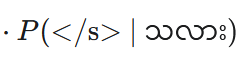 · P(</s> | သလား)